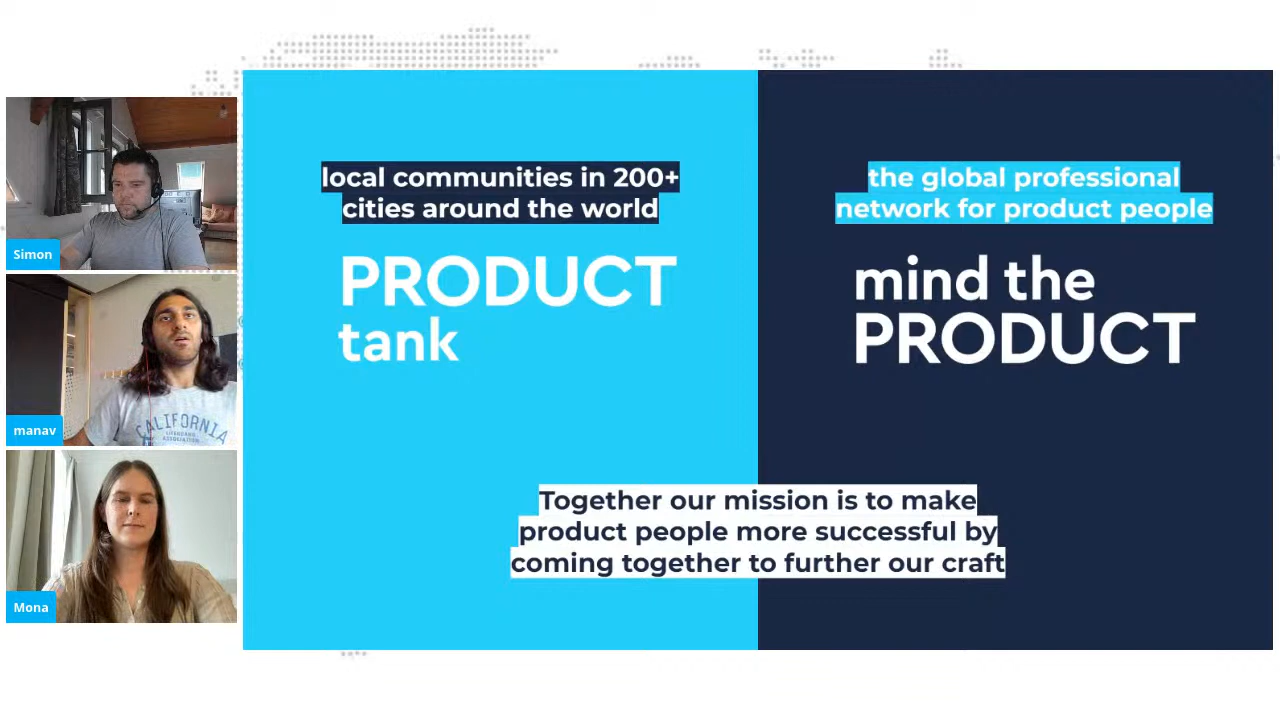 Simon
manav
CALIFORNIA
LIFEGUARD
ASSOCIATION
Mona
local communities in 200+
cities around the world
PRODUCT
tank
the global professional
network for product people
mind the
PRODUCT
Together our mission is to make
product people more successful by
coming together to further our craft